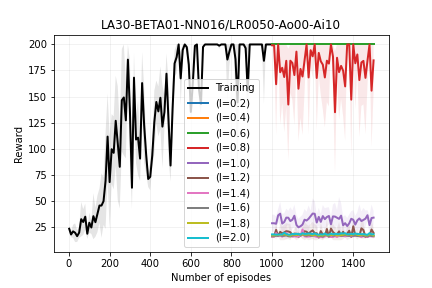 LA30-BETA01-NN016/LR0050-Ao00-Ai10
200
175
150
125
100
75
50
25
Reward
Training
(l=0.2)
(l=0.4)
(l=0.6)
(l=0.8)
(l=1.0)
(l=1.2)
(l=1.4)
(l=1.6)
(l=1.8)
(l=2.0)
0 200 400 600 800 1000 1200 1400
Number of episodes